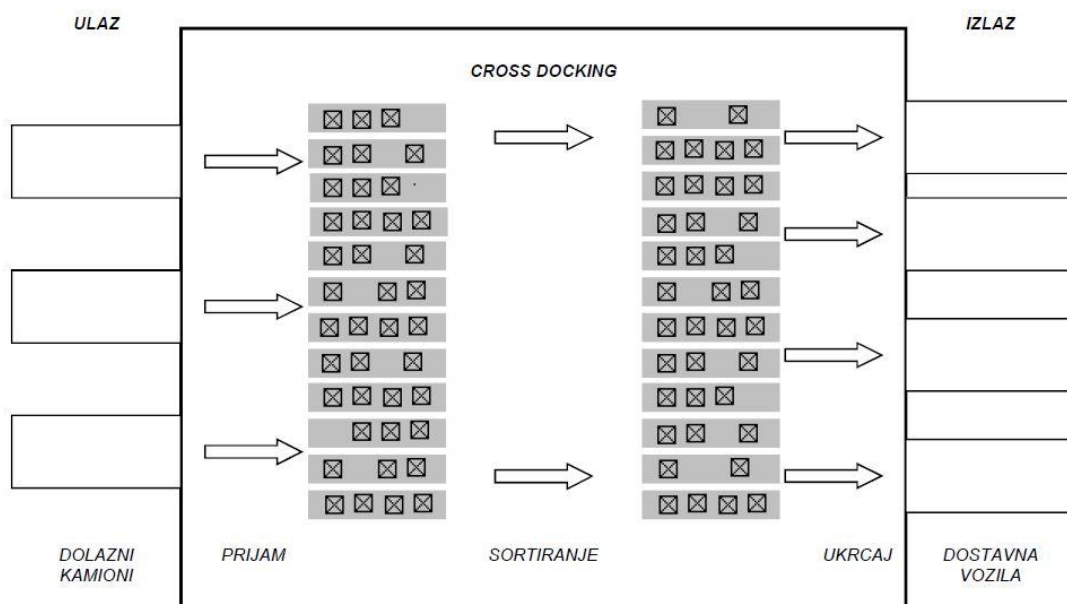 ULAZ
IZLAZ
CROSS DOCKING
DOLAZNI
KAMIONI
PRIJAM
SORTIRANJE
UKRCAJ
DOSTAVNA
VOZILA